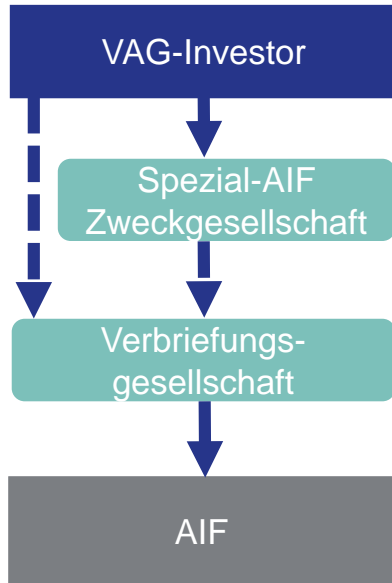 VAG-Investor
Spezial-AIF
Zweckgesellschaft
Verbriefungs-
gesellschaft
AIF